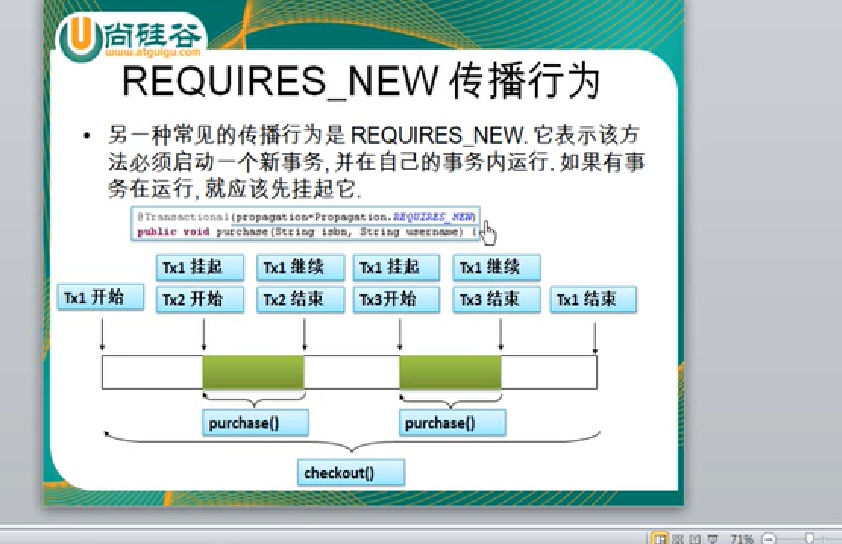 尚硅谷
www.atguigu.com
REQUIRES_NEW 传播行为
• 另一种常见的传播行为是 REQUIRES_NEW. 它表示该方
法必须启动一个新事务, 并在自己的事务内运行. 如果有事
务在运行, 就应该先挂起它.
@Transactional(propagation=Propagation.REQUIRES_NEW)
public void purchase(String isbn, String username) {
Tx1 挂起 Tx1 继续 Tx1 挂起 Tx1 继续
Tx1 开始 Tx2 开始 Tx2 结束 Tx3开始 Tx3 结束 Tx1 结束
purchase() purchase()
checkout()
71%